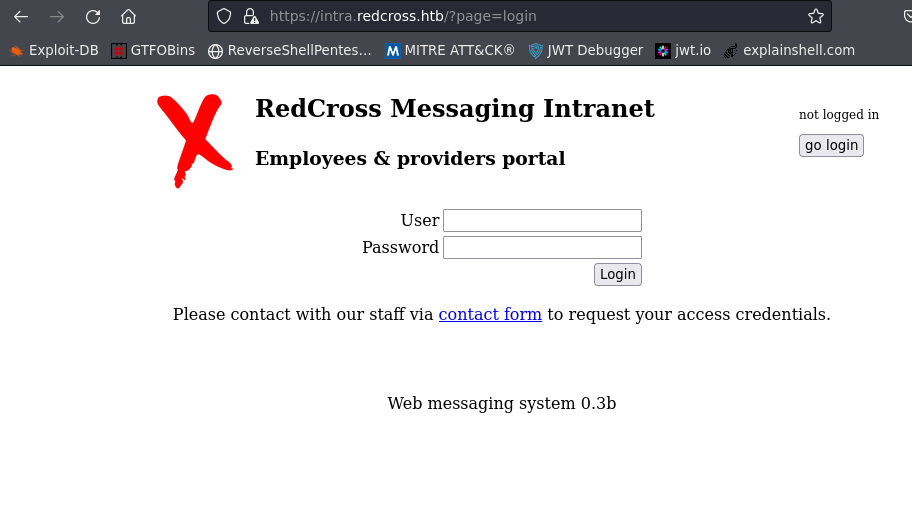 https://intra.redcross.htb/?page=login
Exploit-DB GTFOBins ReverseShellPentes... MITRE ATT&CK® JWT Debugger jwt.io explainshell.com
RedCross Messaging Intranet
not logged in
go login
Employees & providers portal
User
Password
Login
Please contact with our staff via contact form to request your access credentials.
Web messaging system 0.3b